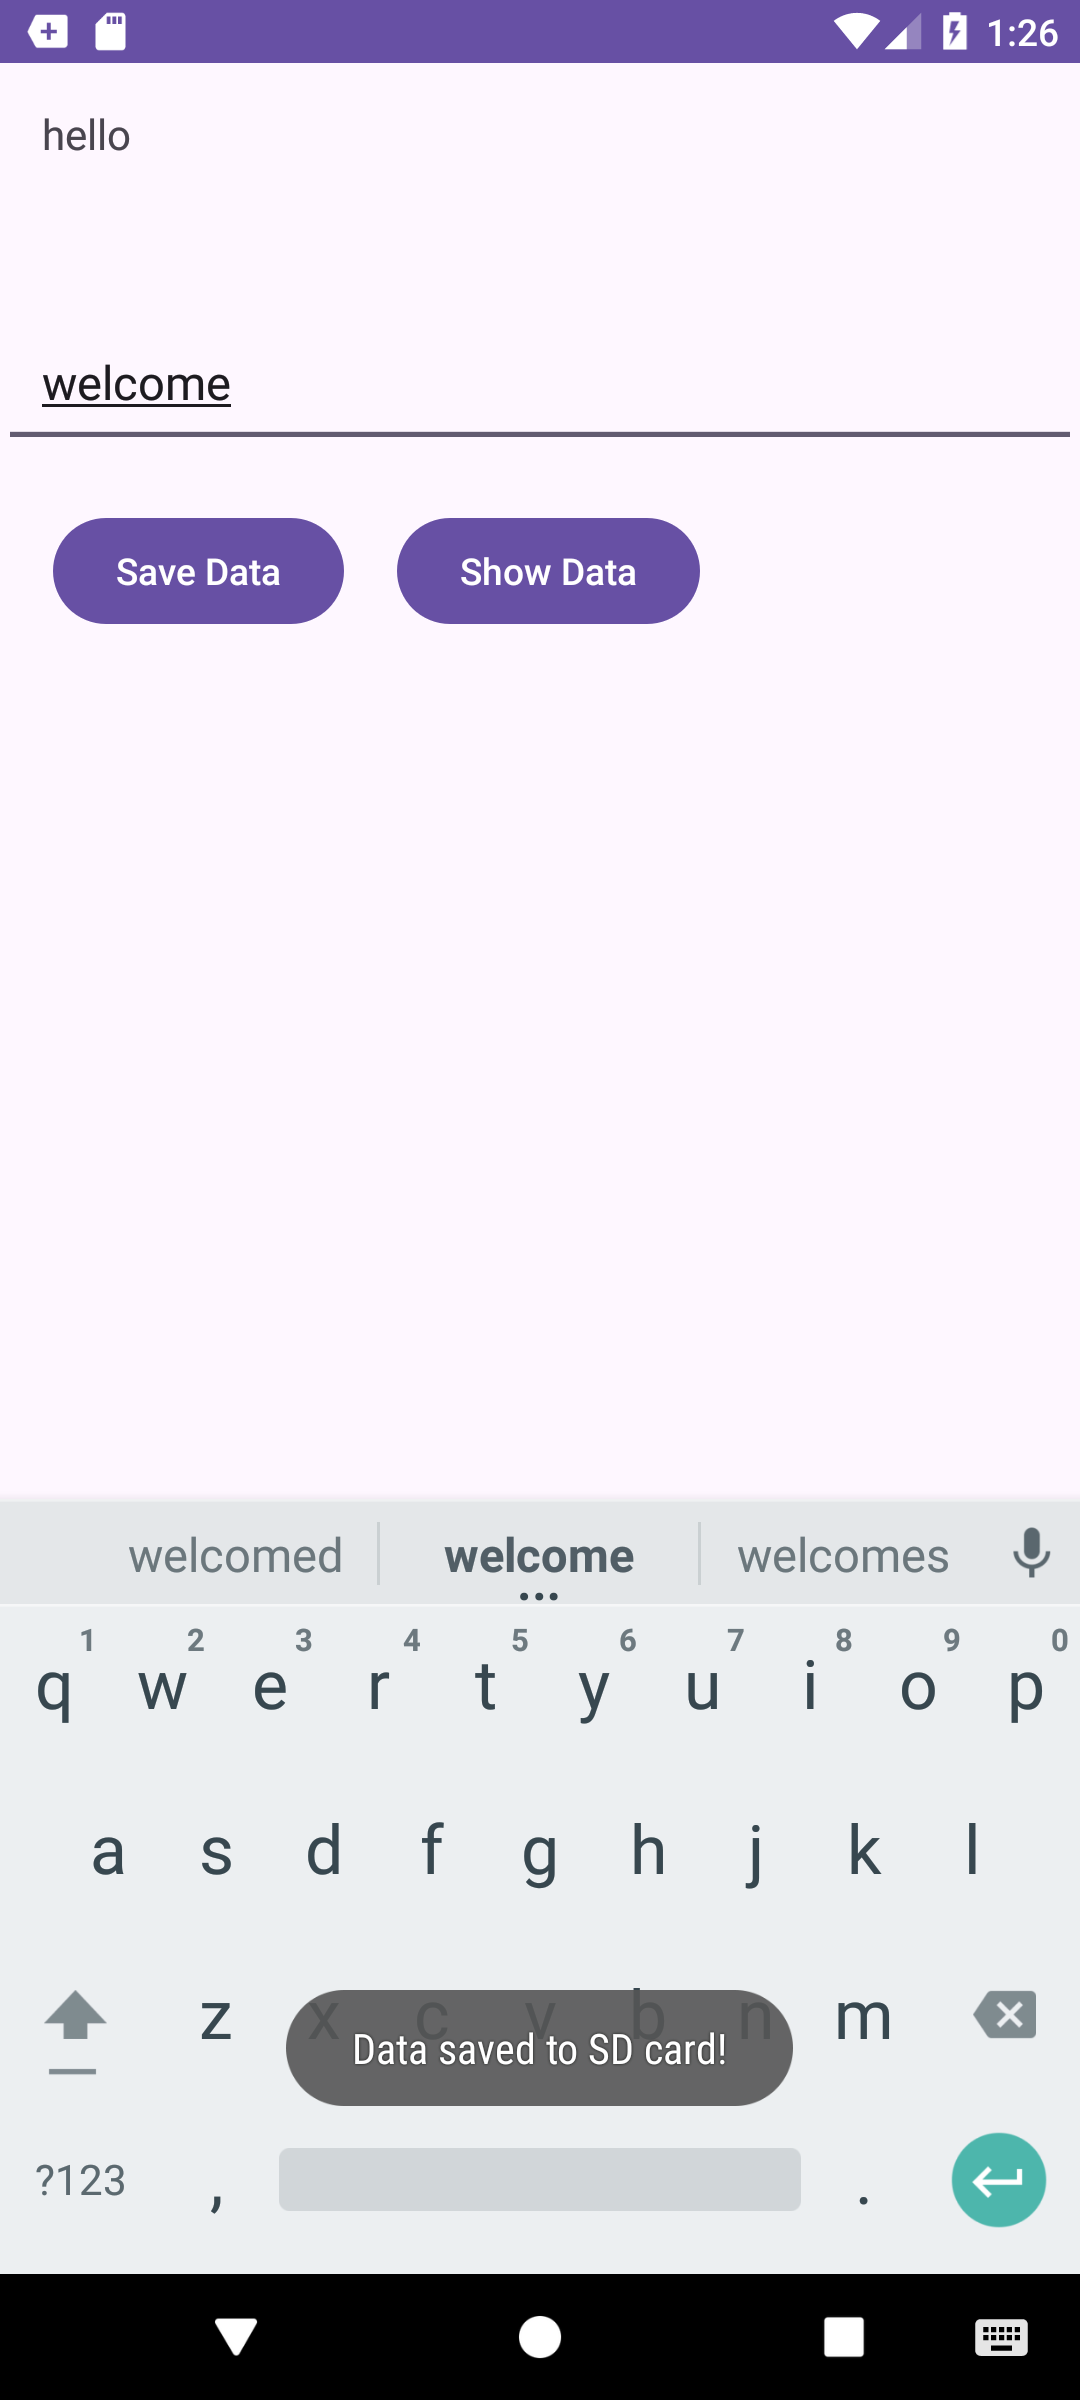 1:26
hello
welcome
Save Data Show Data
welcomed welcome welcomes
1 2 3 4 5 6 7 8 9 0
q w e r t y u i o p
a s d f g h j k l
z x c v b n m
Data saved to SD card!
?123 , .